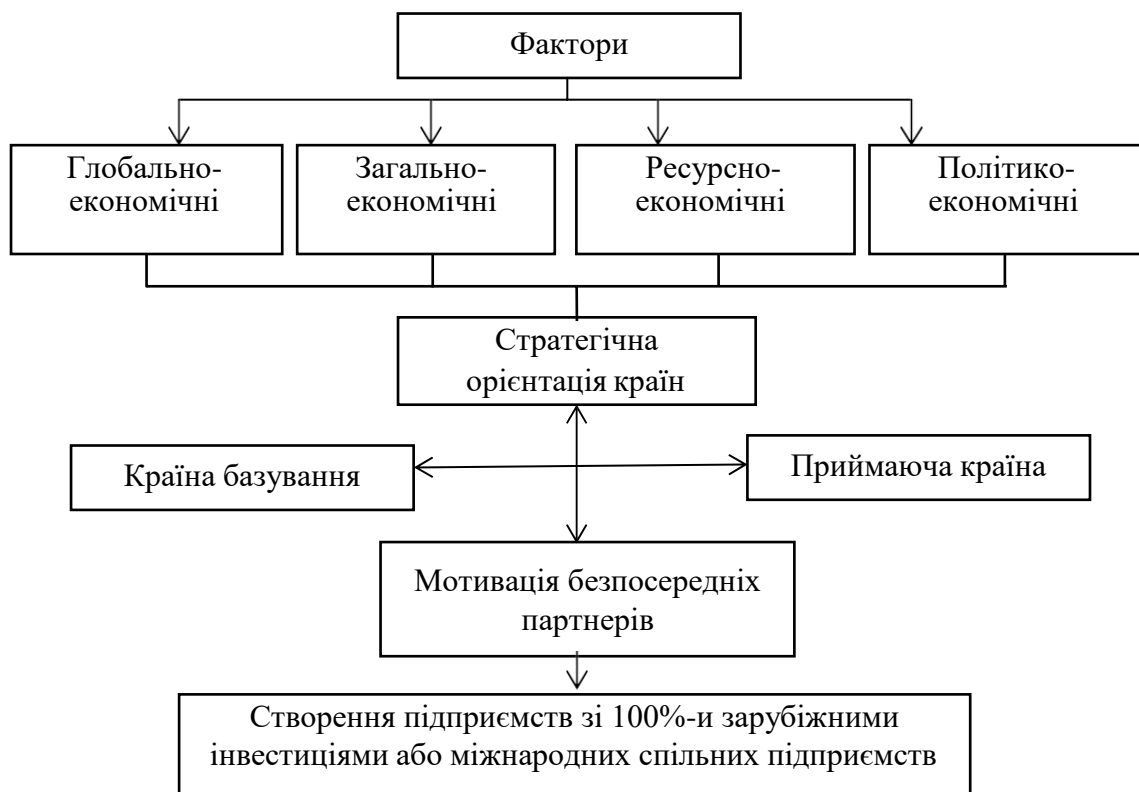 Фактори
Глобально-
економічні
Загально-
економічні
Ресурсно-
економічні
Політико-
економічні
Стратегічна
орієнтація країн
Країна базування
Приймаюча країна
Мотивація безпосередніх
партнерів
Створення підприємств зі 100%-и зарубіжними
інвестиціями або міжнародних спільних підприємств